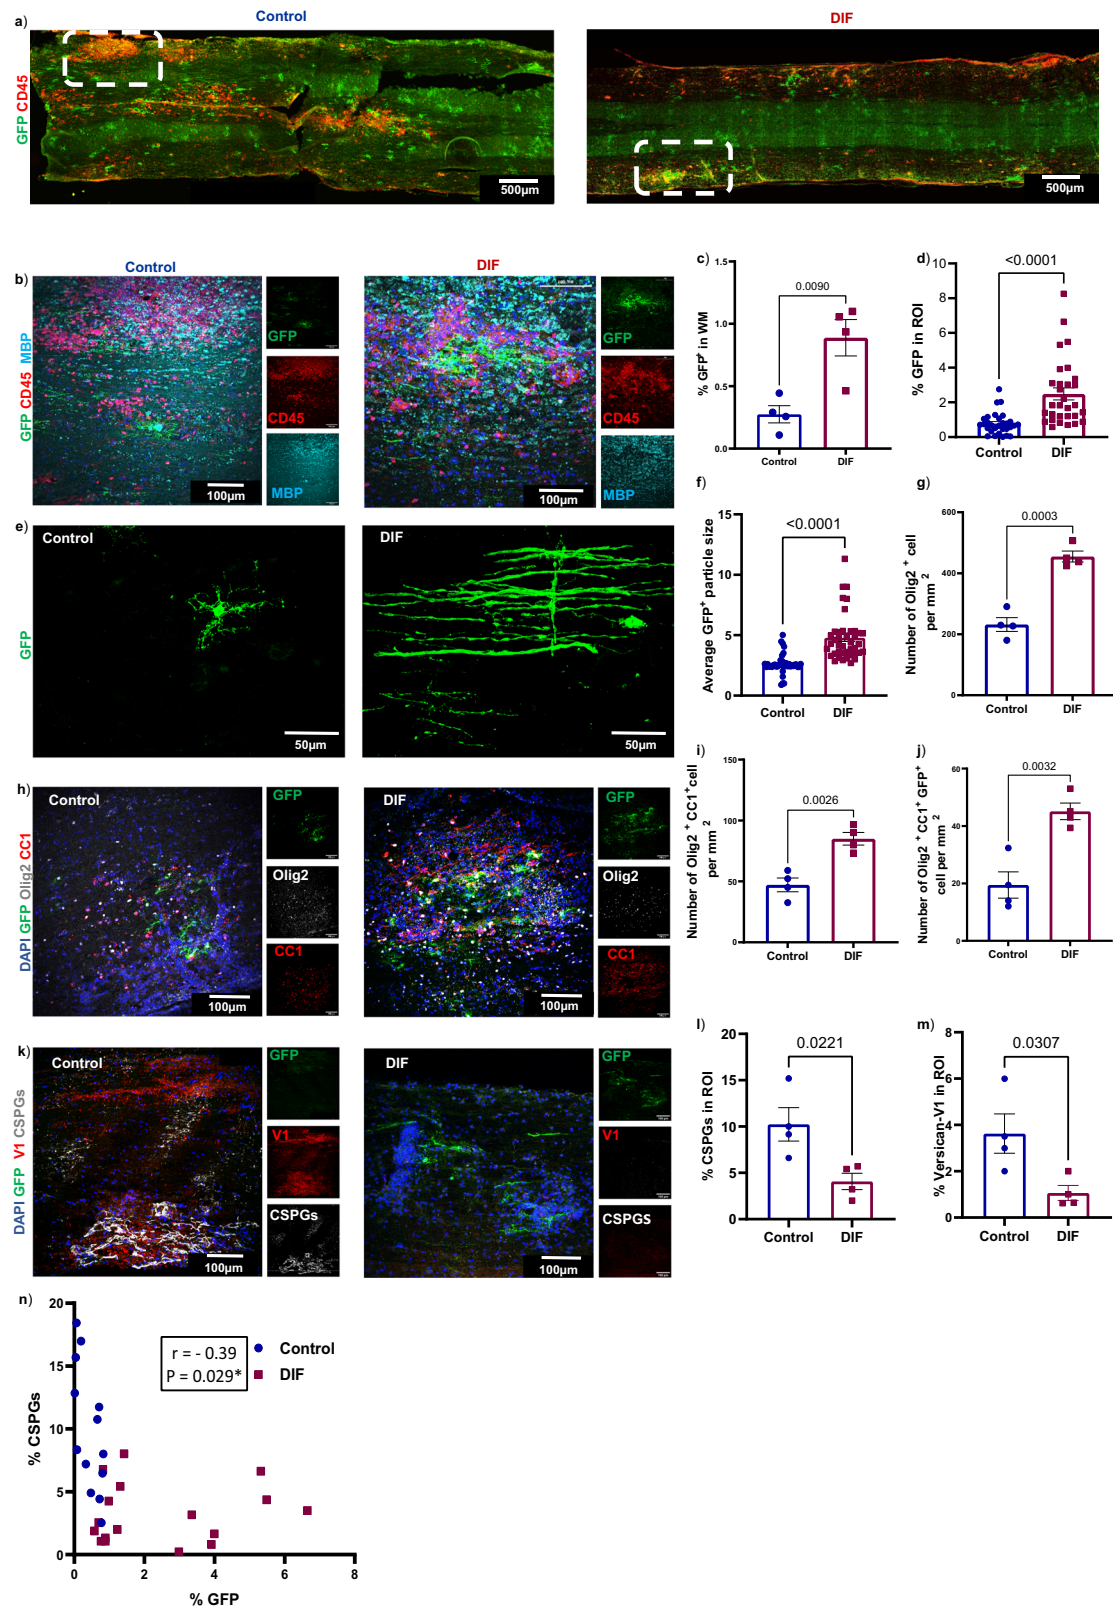 a)
Control
DIF
GFP CD45
500µm
500µm
b)
Control
DIF
GFP CD45 MBP
100µm
GFP
CD45
MBP
100µm
GFP
CD45
MBP
c)
% GFP⁺ in WM
1.5
1.0
0.5
0.0
0.0090
Control
DIF
d)
% GFP in ROI
10
8
6
4
2
0
<0.0001
Control
DIF
e)
GFP
Control
50µm
DIF
50µm
f)
Average GFP⁺ particle size
15
10
5
0
<0.0001
Control
DIF
g)
Number of Olig2 ⁺ cell
per mm ²
600
400
200
0
0.0003
Control
DIF
h)
DAPI GFP Olig2 CC1
Control
100µm
GFP
Olig2
CC1
DIF
100µm
GFP
Olig2
CC1
i)
Number of Olig2 ⁺ CC1⁺cell
per mm ²
150
100
50
0
0.0026
Control
DIF
j)
Number of Olig2 ⁺ CC1⁺ GFP⁺
cell per mm ²
60
40
20
0
0.0032
Control
DIF
k)
DAPI GFP V1 CSPGs
Control
100µm
GFP
V1
CSPGs
DIF
100µm
GFP
V1
CSPGS
l)
% CSPGs in ROI
20
15
10
5
0
0.0221
Control
DIF
m)
% Versican-V1 in ROI
8
6
4
2
0
0.0307
Control
DIF
n)
% CSPGs
20
15
10
5
0
r = - 0.39
P = 0.029*
Control
DIF
0
2
4
6
8
% GFP